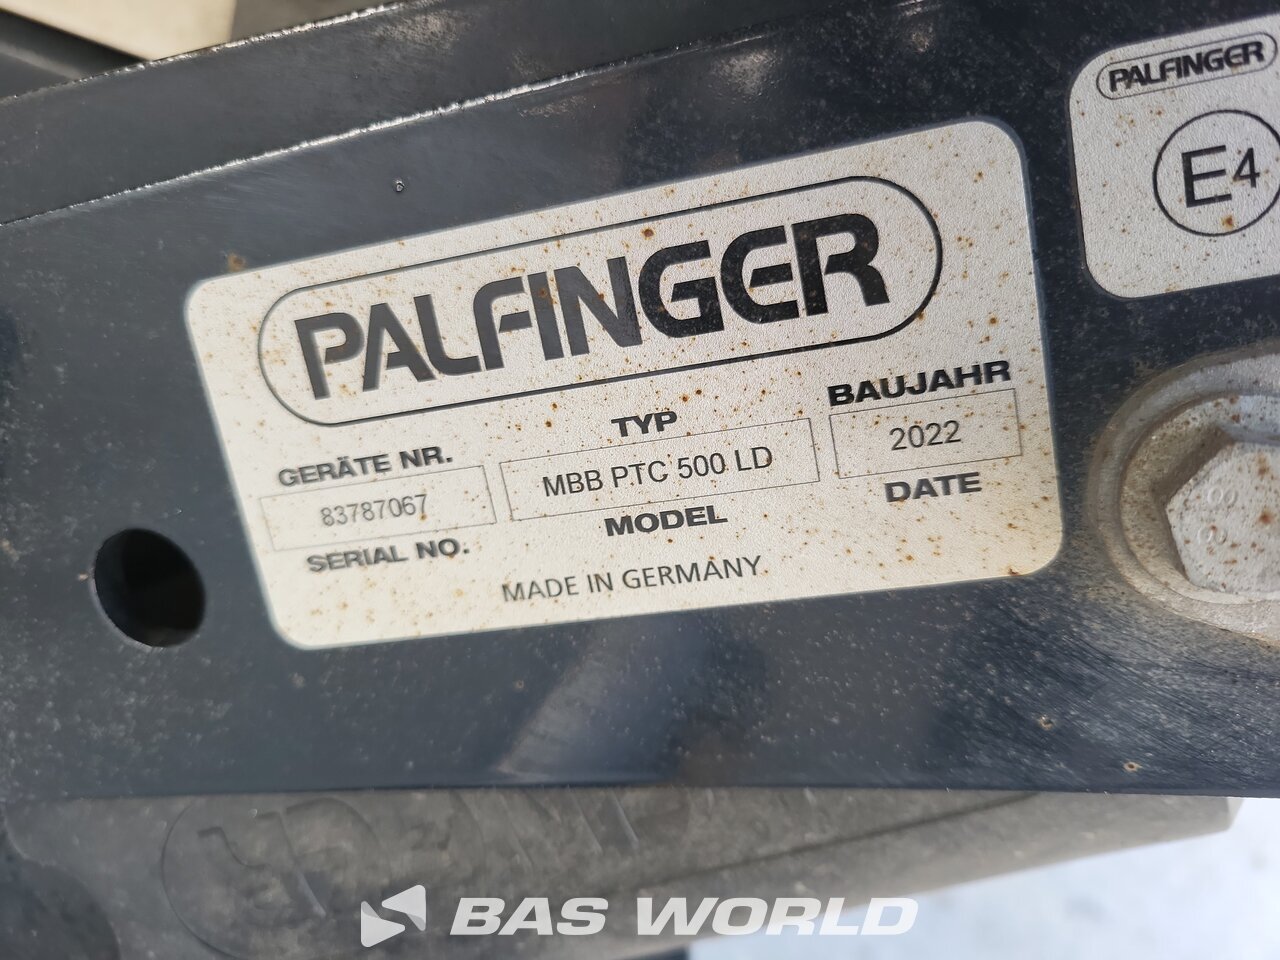 PALFINGER
E4
PALFINGER
GERÄTE NR.
83787067
SERIAL NO.
TYP
MBB PTC 500 LD
MODEL
BAUJAHR
2022
DATE
MADE IN GERMANY
BAS WORLD